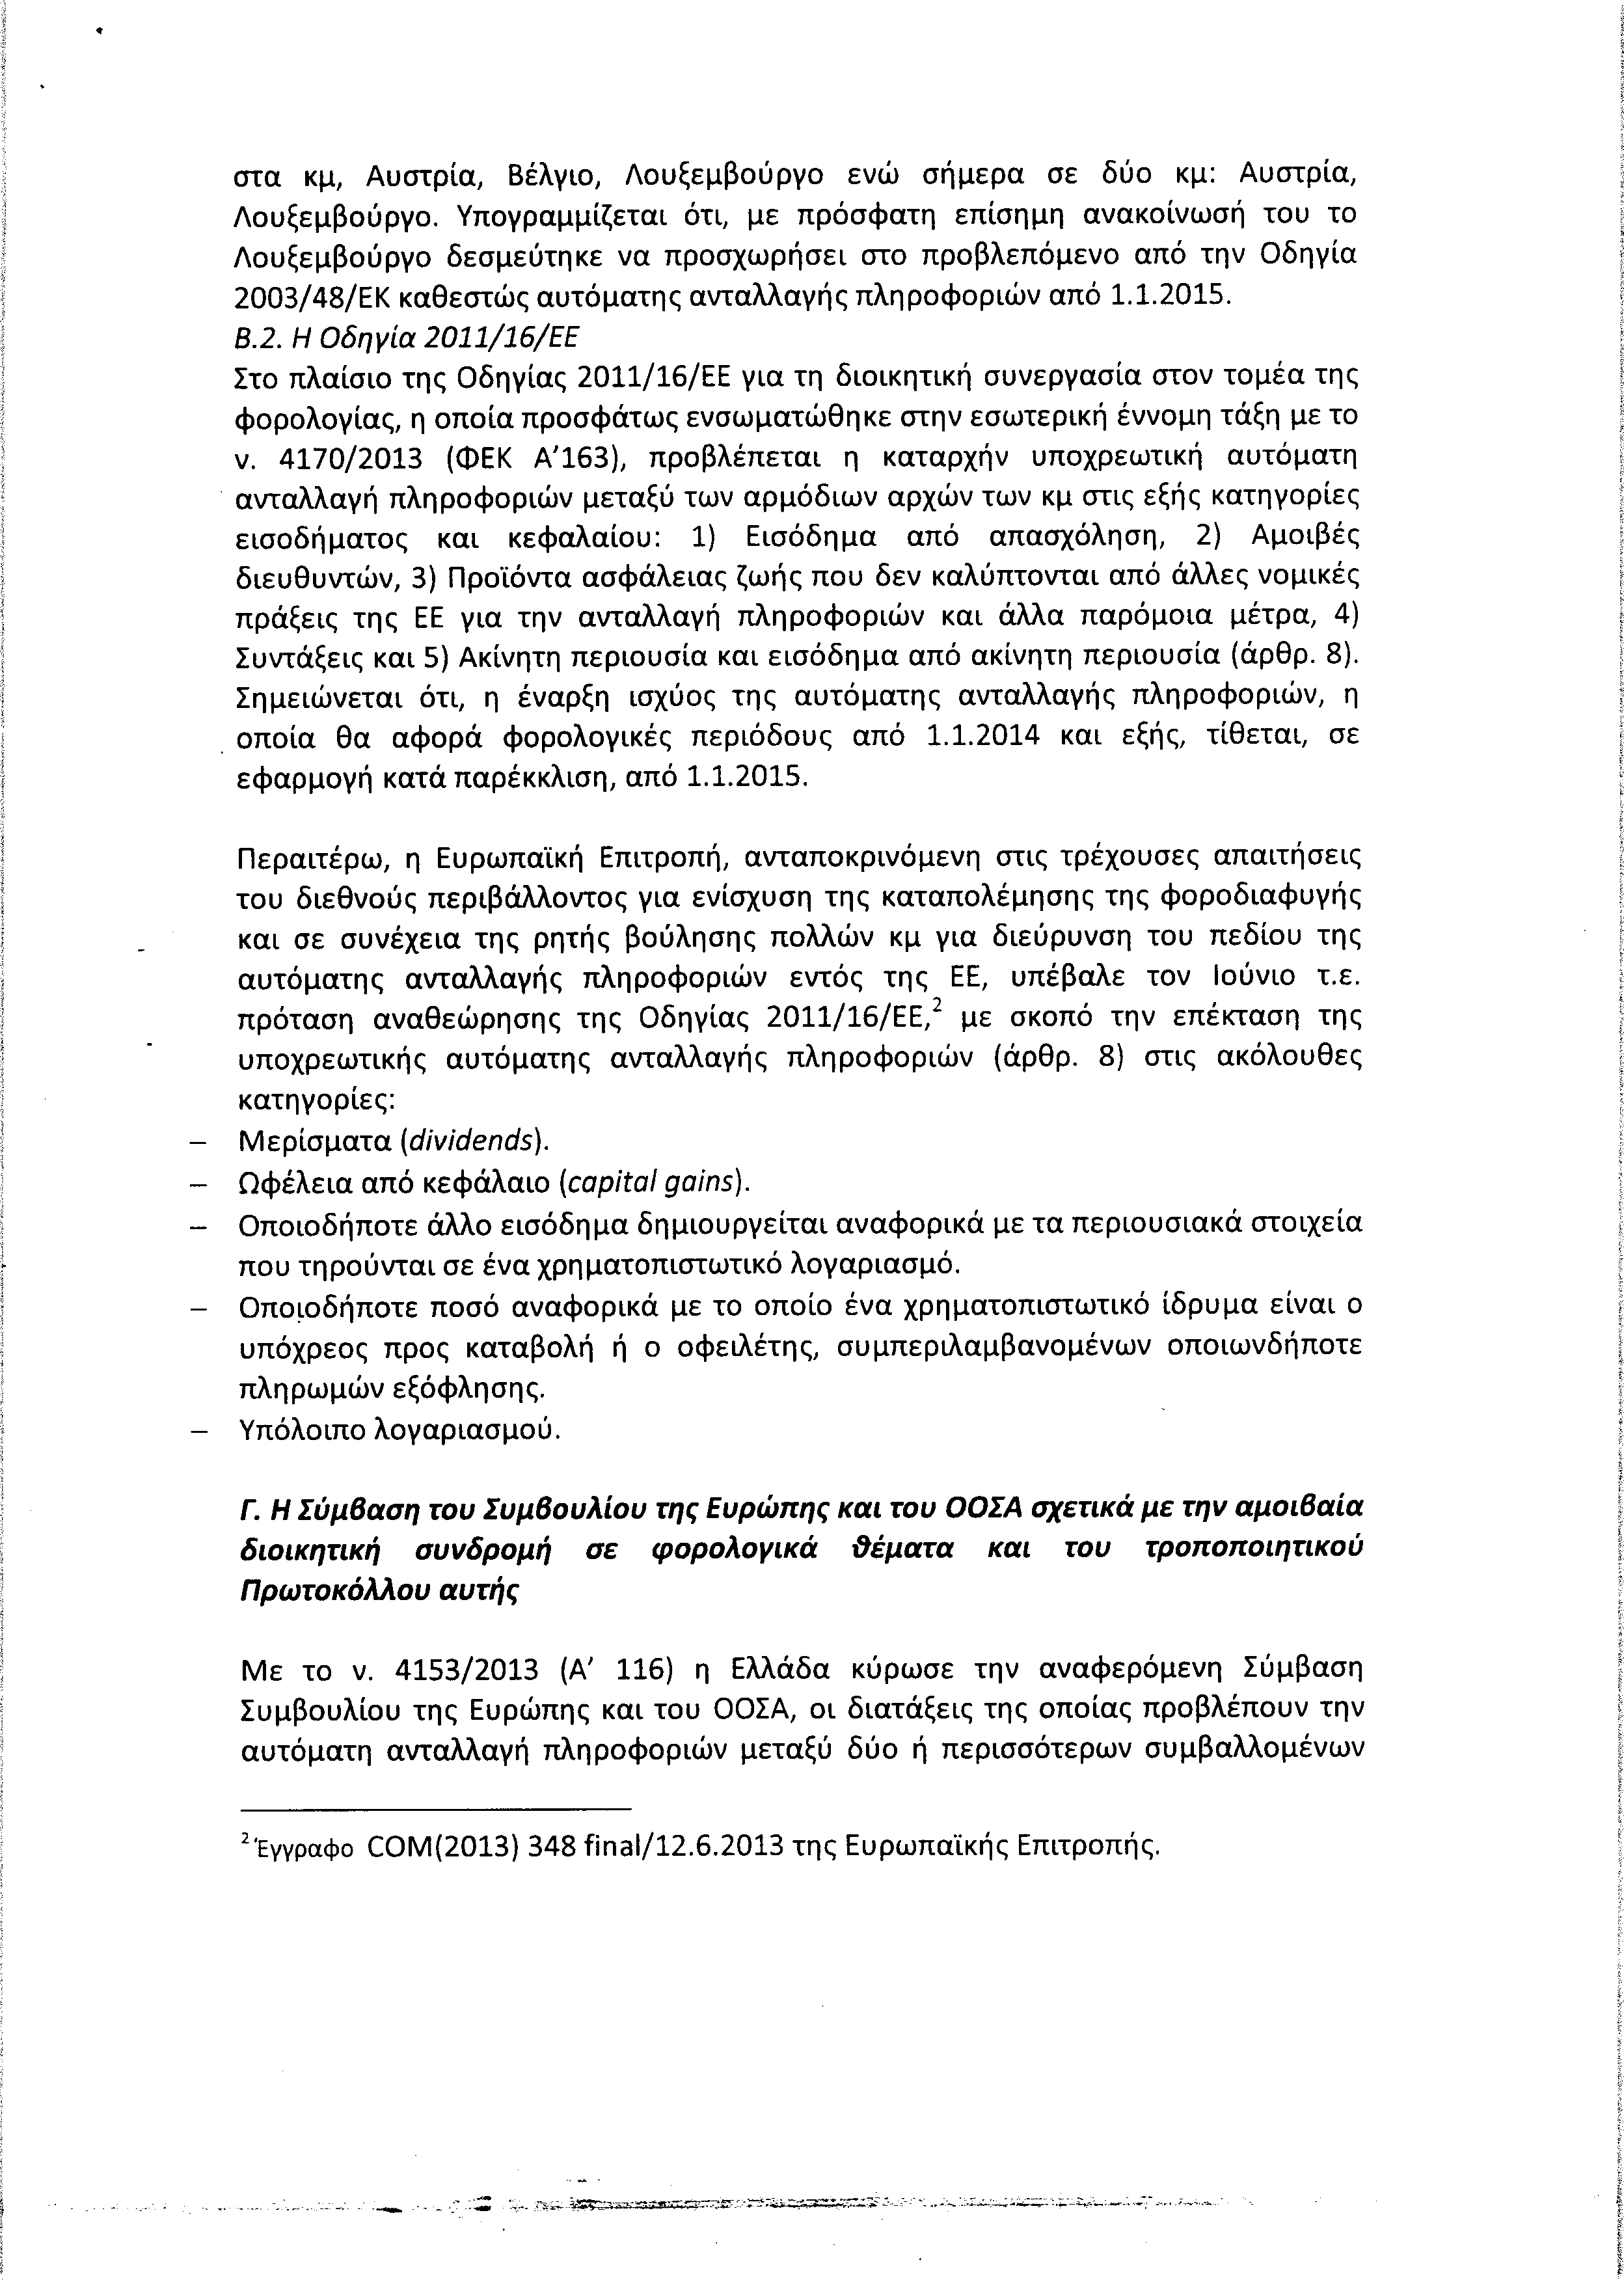 στα κμ, Αυστρία, Βέλγιο, Λουξεμβούργο ενώ σήμερα σε δύο κμ: Αυστρία,
Λουξεμβούργο. Υπογραμμίζεται ότι, με πρόσφατη επίσημη ανακοίνωσή του το
Λουξεμβούργο δεσμεύτηκε να προσχωρήσει στο προβλεπόμενο από την Οδηγία
2003/48/ΕΚ καθεστώς αυτόματης ανταλλαγής πληροφοριών από 1.1.2015.
Β.2. Η Οδηγία 2011/16/ΕΕ
Στο πλαίσιο της Οδηγίας 2011/16/ΕΕ για τη διοικητική συνεργασία στον τομέα της
φορολογίας, η οποία προσφάτως ενσωματώθηκε στην εσωτερική έννομη τάξη με το
ν. 4170/2013 (ΦΕΚ Α'163), προβλέπεται η καταρχήν υποχρεωτική αυτόματη
ανταλλαγή πληροφοριών μεταξύ των αρμόδιων αρχών των κμ στις εξής κατηγορίες
εισοδήματος και κεφαλαίου: 1) Εισόδημα από απασχόληση, 2) Αμοιβές
διευθυντών, 3) Προϊόντα ασφάλειας ζωής που δεν καλύπτονται από άλλες νομικές
πράξεις της ΕΕ για την ανταλλαγή πληροφοριών και άλλα παρόμοια μέτρα, 4)
Συντάξεις και 5) Ακίνητη περιουσία και εισόδημα από ακίνητη περιουσία (άρθρ. 8).
Σημειώνεται ότι, η έναρξη ισχύος της αυτόματης ανταλλαγής πληροφοριών, η
οποία θα αφορά φορολογικές περιόδους από 1.1.2014 και εξής, τίθεται, σε
εφαρμογή κατά παρέκκλιση, από 1.1.2015.
Περαιτέρω, η Ευρωπαϊκή Επιτροπή, ανταποκρινόμενη στις τρέχουσες απαιτήσεις
του διεθνούς περιβάλλοντος για ενίσχυση της καταπολέμησης της φοροδιαφυγής
και σε συνέχεια της ρητής βούλησης πολλών κμ για διεύρυνση του πεδίου της
αυτόματης ανταλλαγής πληροφοριών εντός της ΕΕ, υπέβαλε τον Ιούνιο τ.ε.
πρόταση αναθεώρησης της Οδηγίας 2011/16/ΕΕ,² με σκοπό την επέκταση της
υποχρεωτικής αυτόματης ανταλλαγής πληροφοριών (άρθρ. 8) στις ακόλουθες
κατηγορίες:
– Μερίσματα (dividends).
– Ωφέλεια από κεφάλαιο (capital gains).
– Οποιοδήποτε άλλο εισόδημα δημιουργείται αναφορικά με τα περιουσιακά στοιχεία
που τηρούνται σε ένα χρηματοπιστωτικό λογαριασμό.
– Οποιοδήποτε ποσό αναφορικά με το οποίο ένα χρηματοπιστωτικό ίδρυμα είναι ο
υπόχρεος προς καταβολή ή ο οφειλέτης, συμπεριλαμβανομένων οποιωνδήποτε
πληρωμών εξόφλησης.
– Υπόλοιπο λογαριασμού.
Γ. Η Σύμβαση του Συμβουλίου της Ευρώπης και του ΟΟΣΑ σχετικά με την αμοιβαία
διοικητική συνδρομή σε φορολογικά θέματα και του τροποποιητικού
Πρωτοκόλλου αυτής
Με το ν. 4153/2013 (Α' 116) η Ελλάδα κύρωσε την αναφερόμενη Σύμβαση
Συμβουλίου της Ευρώπης και του ΟΟΣΑ, οι διατάξεις της οποίας προβλέπουν την
αυτόματη ανταλλαγή πληροφοριών μεταξύ δύο ή περισσότερων συμβαλλομένων
² Έγγραφο COM(2013) 348 final/12.6.2013 της Ευρωπαϊκής Επιτροπής.